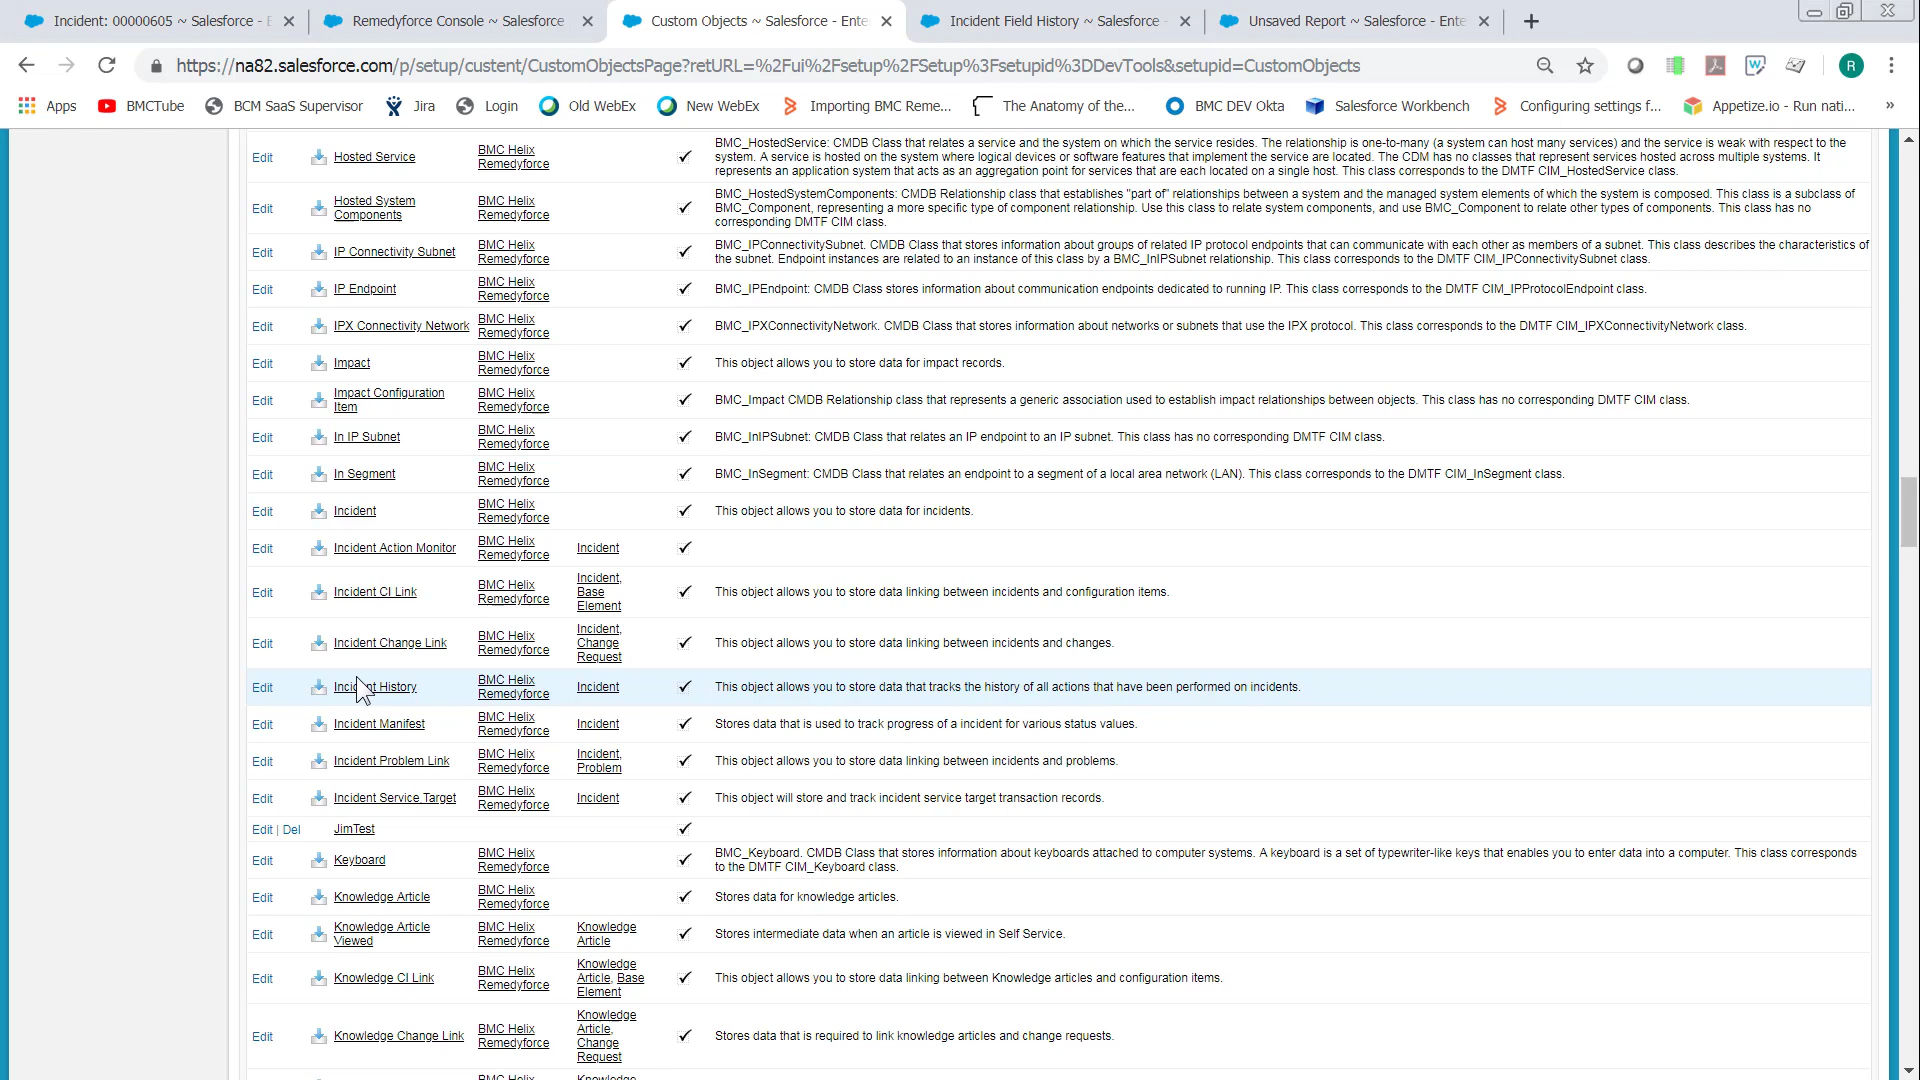 Incident: 00000605 ~ Salesforce - E
Remedyforce Console ~ Salesforce
Custom Objects ~ Salesforce - Ente
Incident Field History ~ Salesforce -
Unsaved Report ~ Salesforce - Ente
https://na82.salesforce.com/p/setup/custent/CustomObjectsPage?retURL=%2Fui%2Fsetup%2FSetup%3Fsetupid%3DDevTools&setupid=CustomObjects
R
Apps
BMCTube
BCM SaaS Supervisor
Jira
Login
Old WebEx
New WebEx
Importing BMC Reme...
The Anatomy of the...
BMC DEV Okta
Salesforce Workbench
Configuring settings f...
Appetize.io - Run nati...
»
Edit
Hosted Service
BMC Helix
Remedyforce
BMC_HostedService: CMDB Class that relates a service and the system on which the service resides. The relationship is one-to-many (a system can host many services) and the service is weak with respect to the
system. A service is hosted on the system where logical devices or software features that implement the service are located. The CDM has no classes that represent services hosted across multiple systems. It
represents an application system that acts as an aggregation point for services that are each located on a single host. This class corresponds to the DMTF CIM_HostedService class.
Edit
Hosted System
Components
BMC Helix
Remedyforce
BMC_HostedSystemComponents: CMDB Relationship class that establishes "part of" relationships between a system and the managed system elements of which the system is composed. This class is a subclass of
BMC_Component, representing a more specific type of component relationship. Use this class to relate system components, and use BMC_Component to relate other types of components. This class has no
corresponding DMTF CIM class.
Edit
IP Connectivity Subnet
BMC Helix
Remedyforce
BMC_IPConnectivitySubnet. CMDB Class that stores information about groups of related IP protocol endpoints that can communicate with each other as members of a subnet. This class describes the characteristics of
the subnet. Endpoint instances are related to an instance of this class by a BMC_InIPSubnet relationship. This class corresponds to the DMTF CIM_IPConnectivitySubnet class.
Edit
IP Endpoint
BMC Helix
Remedyforce
BMC_IPEndpoint: CMDB Class stores information about communication endpoints dedicated to running IP. This class corresponds to the DMTF CIM_IPProtocolEndpoint class.
Edit
IPX Connectivity Network
BMC Helix
Remedyforce
BMC_IPXConnectivityNetwork. CMDB Class that stores information about networks or subnets that use the IPX protocol. This class corresponds to the DMTF CIM_IPXConnectivityNetwork class.
Edit
Impact
BMC Helix
Remedyforce
This object allows you to store data for impact records.
Edit
Impact Configuration
Item
BMC Helix
Remedyforce
BMC_Impact CMDB Relationship class that represents a generic association used to establish impact relationships between objects. This class has no corresponding DMTF CIM class.
Edit
In IP Subnet
BMC Helix
Remedyforce
BMC_InIPSubnet: CMDB Class that relates an IP endpoint to an IP subnet. This class has no corresponding DMTF CIM class.
Edit
In Segment
BMC Helix
Remedyforce
BMC_InSegment: CMDB Class that relates an endpoint to a segment of a local area network (LAN). This class corresponds to the DMTF CIM_InSegment class.
Edit
Incident
BMC Helix
Remedyforce
This object allows you to store data for incidents.
Edit
Incident Action Monitor
BMC Helix
Remedyforce
Incident
Edit
Incident CI Link
BMC Helix
Remedyforce
Incident,
Base
Element
This object allows you to store data linking between incidents and configuration items.
Edit
Incident Change Link
BMC Helix
Remedyforce
Incident,
Change
Request
This object allows you to store data linking between incidents and changes.
Edit
Incident History
BMC Helix
Remedyforce
Incident
This object allows you to store data that tracks the history of all actions that have been performed on incidents.
Edit
Incident Manifest
BMC Helix
Remedyforce
Incident
Stores data that is used to track progress of a incident for various status values.
Edit
Incident Problem Link
BMC Helix
Remedyforce
Incident,
Problem
This object allows you to store data linking between incidents and problems.
Edit
Incident Service Target
BMC Helix
Remedyforce
Incident
This object will store and track incident service target transaction records.
Edit | Del
JimTest
Edit
Keyboard
BMC Helix
Remedyforce
BMC_Keyboard. CMDB Class that stores information about keyboards attached to computer systems. A keyboard is a set of typewriter-like keys that enables you to enter data into a computer. This class corresponds
to the DMTF CIM_Keyboard class.
Edit
Knowledge Article
BMC Helix
Remedyforce
Stores data for knowledge articles.
Edit
Knowledge Article
Viewed
BMC Helix
Remedyforce
Knowledge
Article
Stores intermediate data when an article is viewed in Self Service.
Edit
Knowledge CI Link
BMC Helix
Remedyforce
Knowledge
Article, Base
Element
This object allows you to store data linking between Knowledge articles and configuration items.
Edit
Knowledge Change Link
BMC Helix
Remedyforce
Knowledge
Article,
Change
Request
Stores data that is required to link knowledge articles and change requests.
BMC Helix
Knowledge